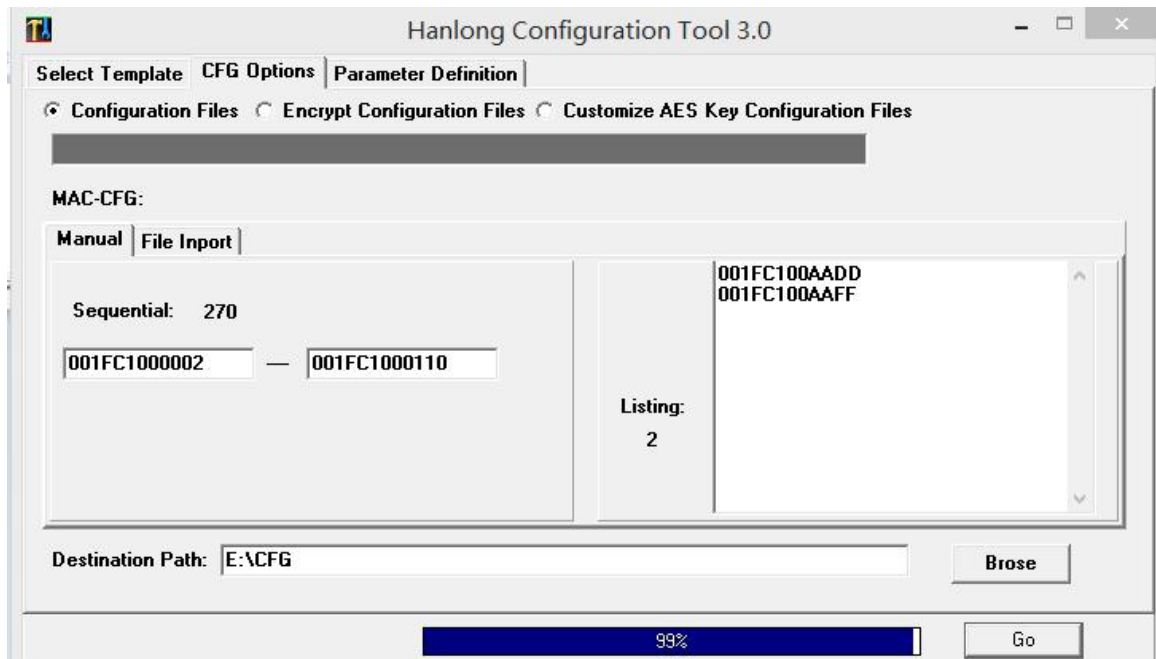 Hanlong Configuration Tool 3.0
Select Template CFG Options Parameter Definition
Configuration Files Encrypt Configuration Files Customize AES Key Configuration Files
MAC-CFG:
Manual File Inport
Sequential: 270
001FC1000002 — 001FC1000110
001FC100AADD
001FC100AAFF
Listing:
2
Destination Path: E:\CFG Brose
99% Go